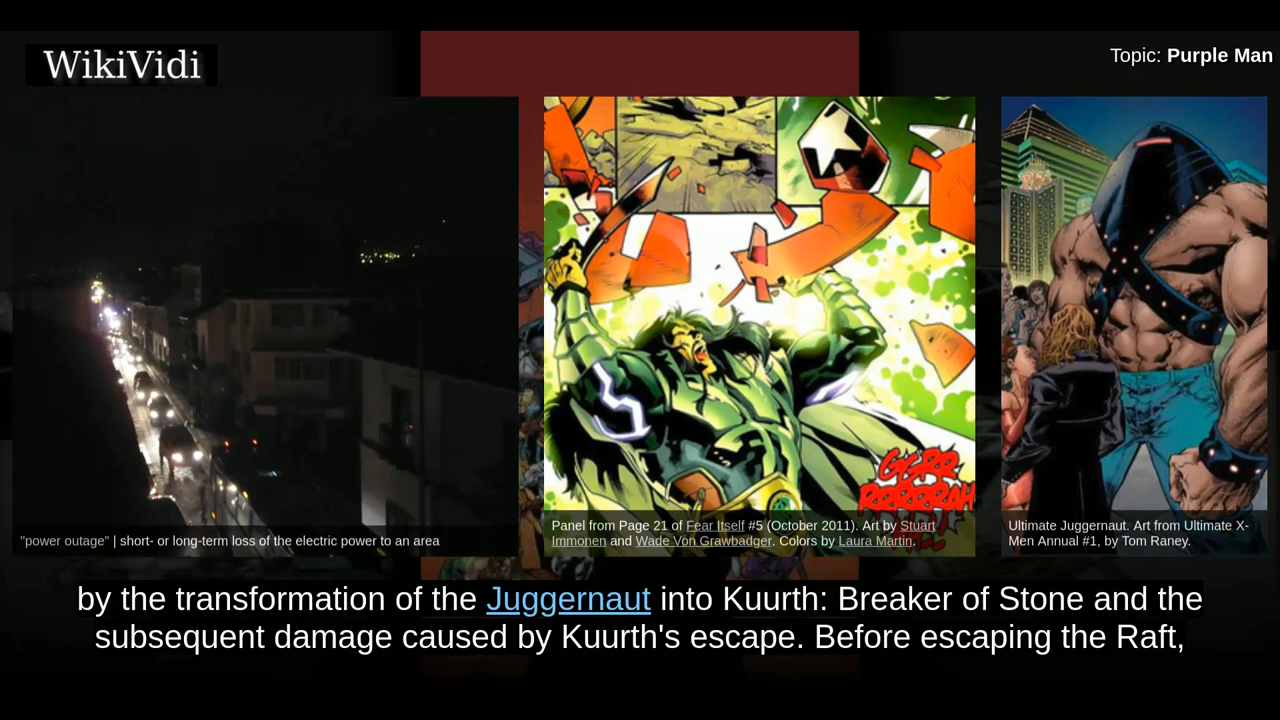 WikiVidi
Topic: Purple Man
GGRR
"power outage" | short- or long-term loss of the electric power to an area
Panel from Page 21 of Fear Itself #5 (October 2011). Art by Stuart
Immonen and Wade Von Grawbadger. Colors by Laura Martin.
Ultimate Juggernaut. Art from Ultimate X-
Men Annual #1, by Tom Raney.
by the transformation of the Juggernaut into Kuurth: Breaker of Stone and the
subsequent damage caused by Kuurth's escape. Before escaping the Raft,